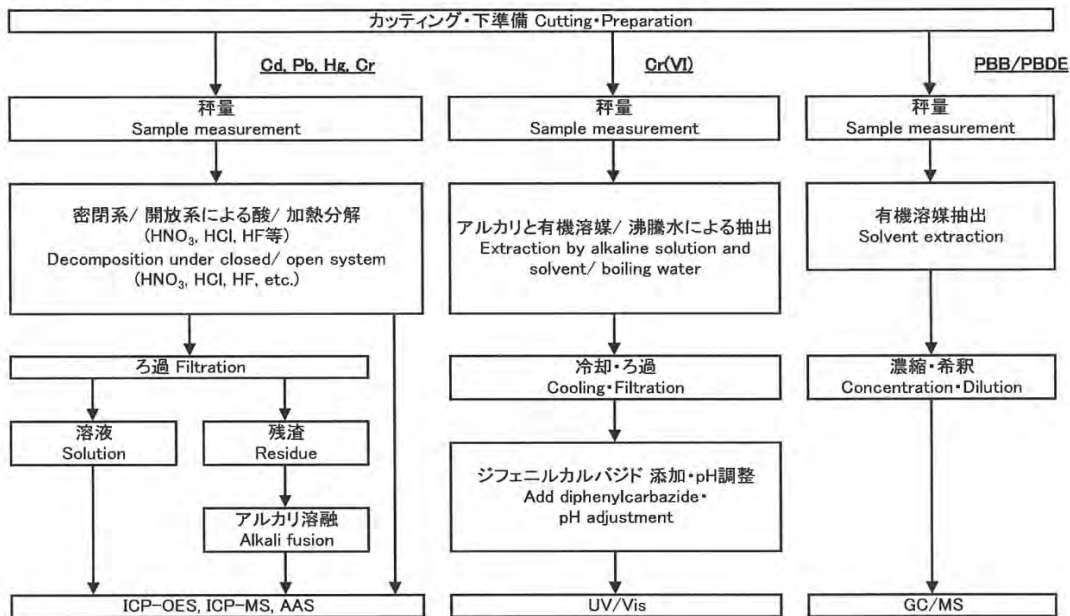 カッティング・下準備 Cutting・Preparation
Cd, Pb, Hg, Cr
秤量
Sample measurement
密閉系/ 開放系による酸/ 加熱分解
(HNO₃, HCl, HF等)
Decomposition under closed/ open system
(HNO₃, HCl, HF, etc.)
ろ過 Filtration
溶液
Solution
残渣
Residue
アルカリ溶融
Alkali fusion
ICP-OES, ICP-MS, AAS
Cr(VI)
秤量
Sample measurement
アルカリと有機溶媒/ 沸騰水による抽出
Extraction by alkaline solution and
solvent/ boiling water
冷却・ろ過
Cooling・Filtration
ジフェニルカルバジド 添加・pH調整
Add diphenylcarbazide・
pH adjustment
UV/Vis
PBB/PBDE
秤量
Sample measurement
有機溶媒抽出
Solvent extraction
濃縮・希釈
Concentration・Dilution
GC/MS